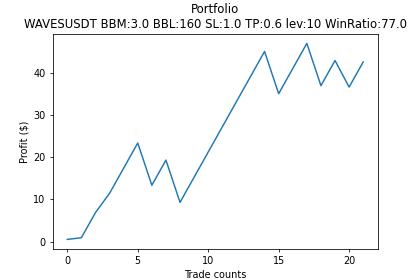 Portfolio
WAVESUSDT BBM:3.0 BBL:160 SL:1.0 TP:0.6 lev:10 WinRatio:77.0
Profit ($)
40
30
20
10
0
0 5 10 15 20
Trade counts